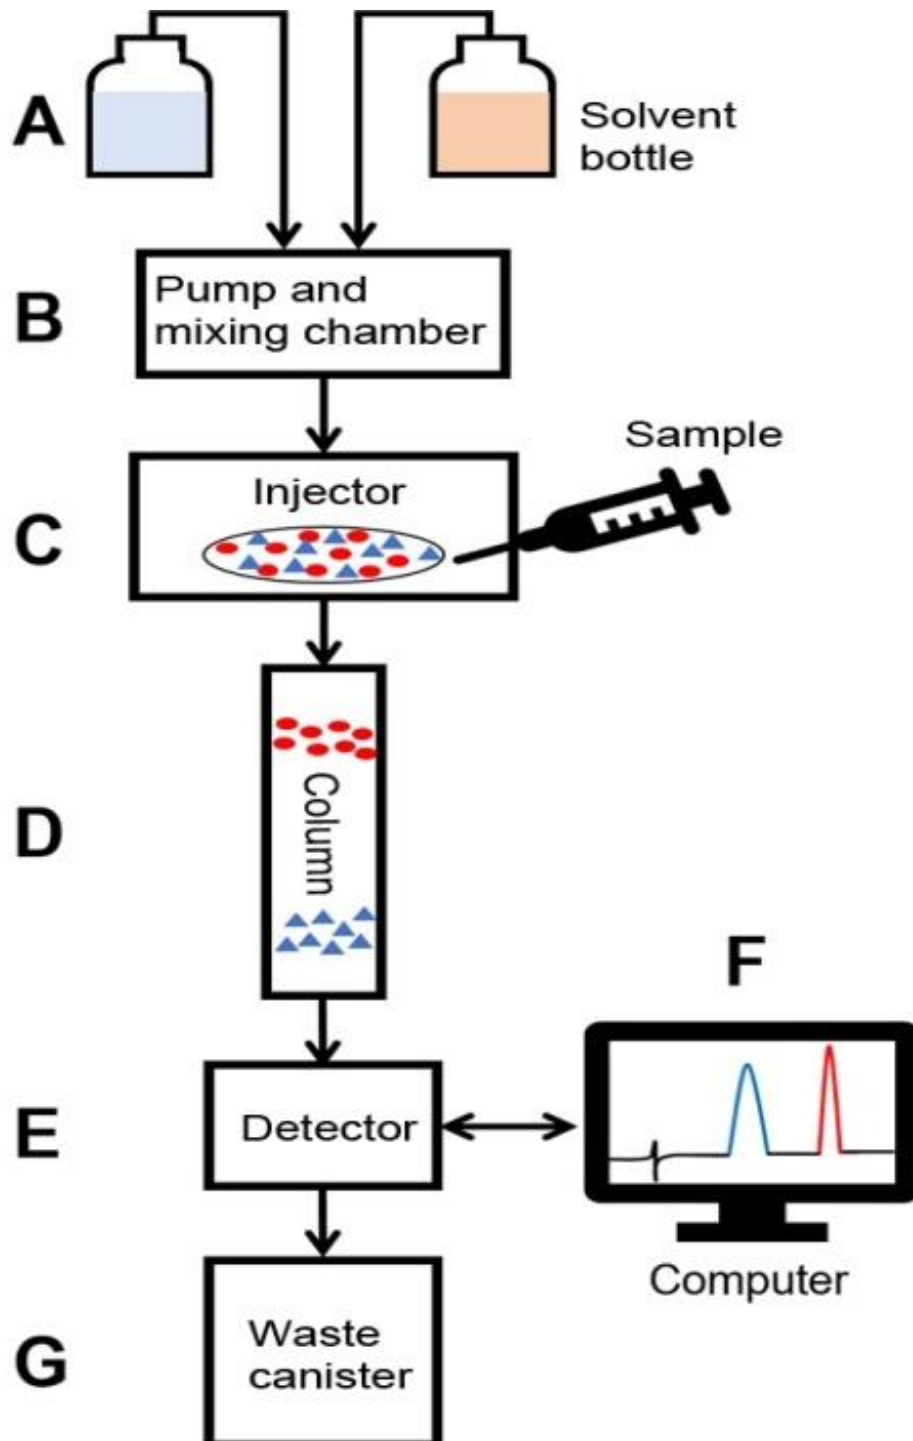 A
Solvent
bottle
B
Pump and
mixing chamber
Sample
C
Injector
D
Column
F
E
Detector
Computer
G
Waste
canister